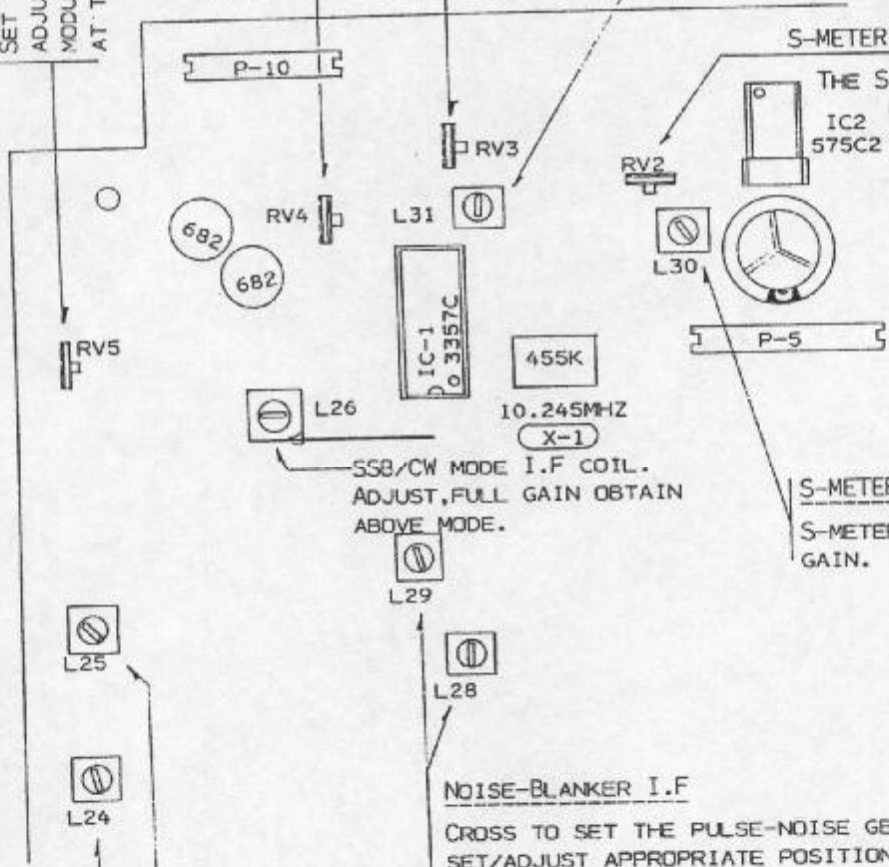 SET
ADJU
MODU
AT T
P-10
S-METER
THE S
IC2
575C2
RV3
RV2
RV4
L31
682
682
L30
IC-1
3357C
RV5
455K
P-5
L26
10.245MHZ
X-1
SSB/CW MODE I.F COIL.
ADJUST.FULL GAIN OBTAIN
ABOVE MODE.
S-METER
S-METER
GAIN.
L29
L25
L28
L24
NOISE-BLANKER I.F
CROSS TO SET THE PULSE-NOISE GE
SET/ADJUST APPROPRIATE POSITION